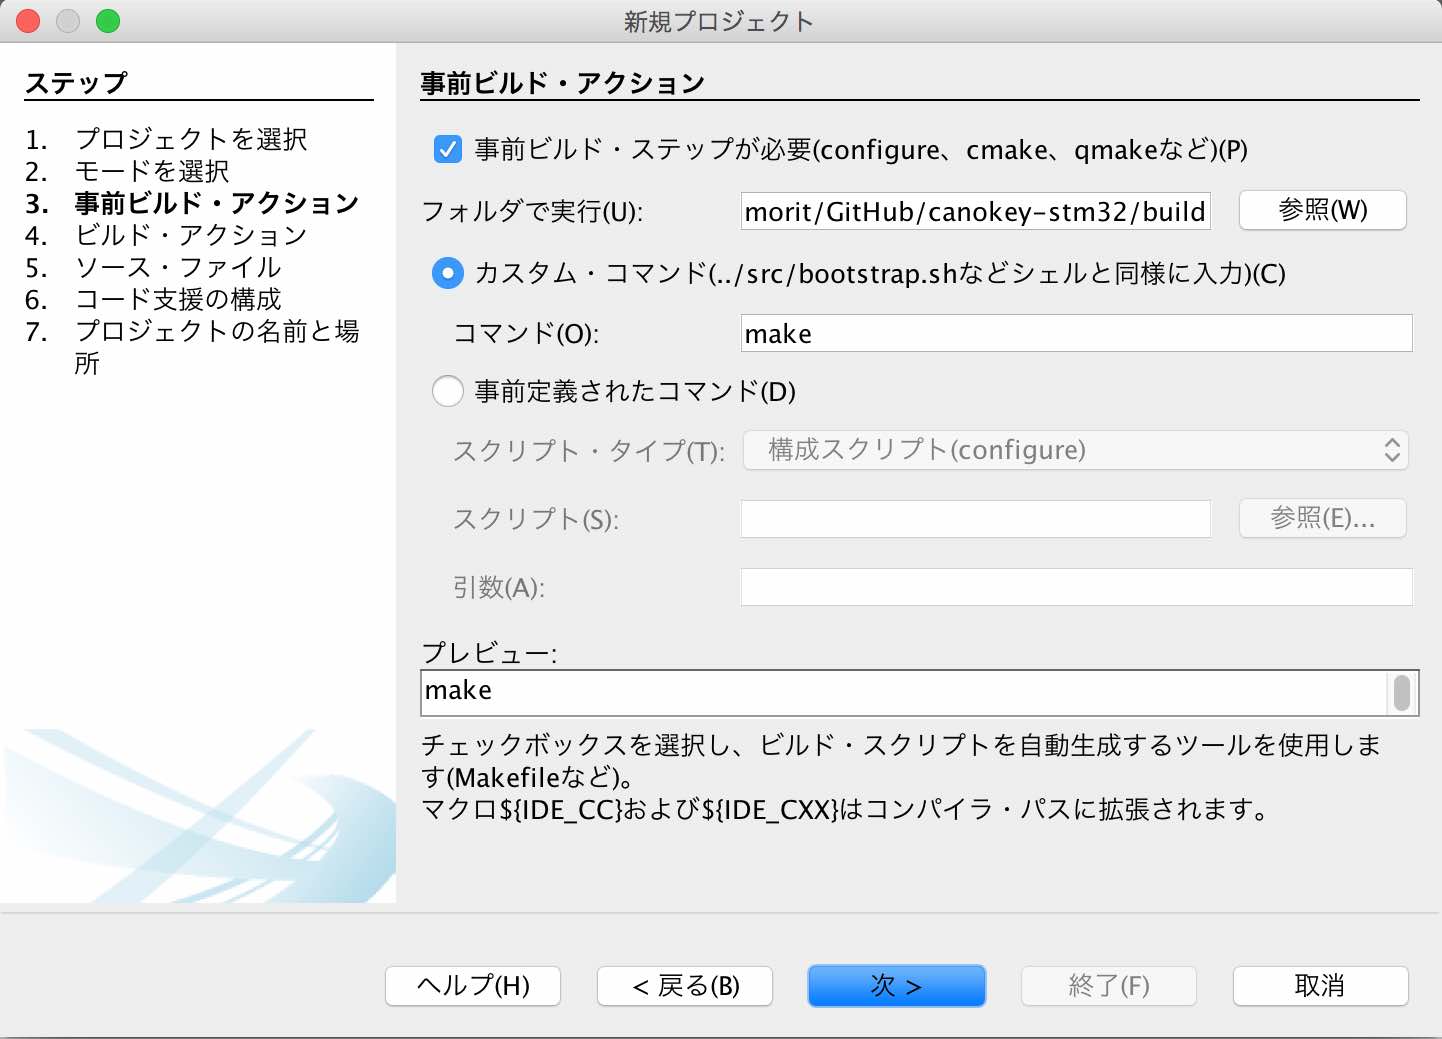 新規プロジェクト
ステップ
1. プロジェクトを選択
2. モードを選択
3. 事前ビルド・アクション
4. ビルド・アクション
5. ソース・ファイル
6. コード支援の構成
7. プロジェクトの名前と場
所
事前ビルド・アクション
事前ビルド・ステップが必要(configure、cmake、qmakeなど)(P)
フォルダで実行(U): morit/GitHub/canokey-stm32/build 参照(W)
カスタム・コマンド(../src/bootstrap.shなどシェルと同様に入力)(C)
コマンド(O): make
事前定義されたコマンド(D)
スクリプト・タイプ(T): 構成スクリプト(configure)
スクリプト(S): 参照(E)...
引数(A):
プレビュー:
make
チェックボックスを選択し、ビルド・スクリプトを自動生成するツールを使用しま
す(Makefileなど)。
マクロ${IDE_CC}および${IDE_CXX}はコンパイラ・パスに拡張されます。
ヘルプ(H) < 戻る(B) 次 > 終了(F) 取消